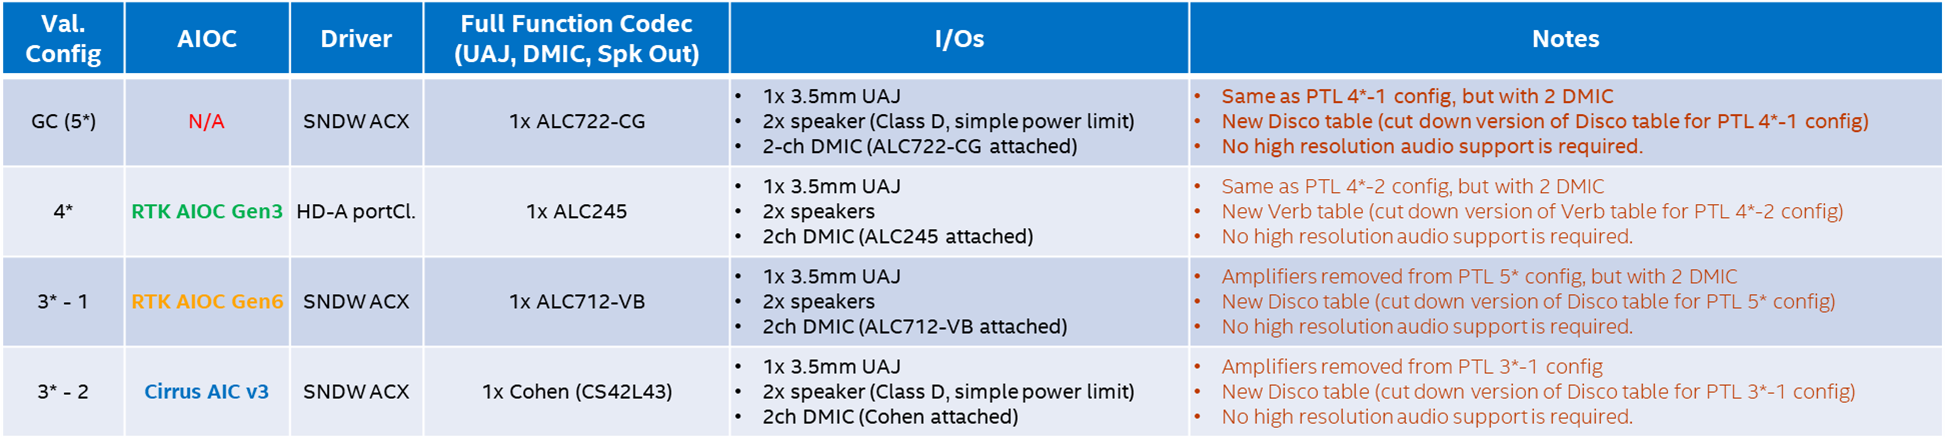 Val. Config
AIOC
Driver
Full Function Codec
(UAJ, DMIC, Spk Out)
I/Os
Notes
GC (5*)
N/A
SNDW ACX
1x ALC722-CG
• 1x 3.5mm UAJ
• 2x speaker (Class D, simple power limit)
• 2-ch DMIC (ALC722-CG attached)
• Same as PTL 4*-1 config, but with 2 DMIC
• New Disco table (cut down version of Disco table for PTL 4*-1 config)
• No high resolution audio support is required.
4*
RTK AIOC Gen3
HD-A portCl.
1x ALC245
• 1x 3.5mm UAJ
• 2x speakers
• 2ch DMIC (ALC245 attached)
• Same as PTL 4*-2 config, but with 2 DMIC
• New Verb table (cut down version of Verb table for PTL 4*-2 config)
• No high resolution audio support is required.
3* - 1
RTK AIOC Gen6
SNDW ACX
1x ALC712-VB
• 1x 3.5mm UAJ
• 2x speakers
• 2ch DMIC (ALC712-VB attached)
• Amplifiers removed from PTL 5* config, but with 2 DMIC
• New Disco table (cut down version of Disco table for PTL 5* config)
• No high resolution audio support is required.
3* - 2
Cirrus AIC v3
SNDW ACX
1x Cohen (CS42L43)
• 1x 3.5mm UAJ
• 2x speaker (Class D, simple power limit)
• 2ch DMIC (Cohen attached)
• Amplifiers removed from PTL 3*-1 config
• New Disco table (cut down version of Disco table for PTL 3*-1 config)
• No high resolution audio support is required.